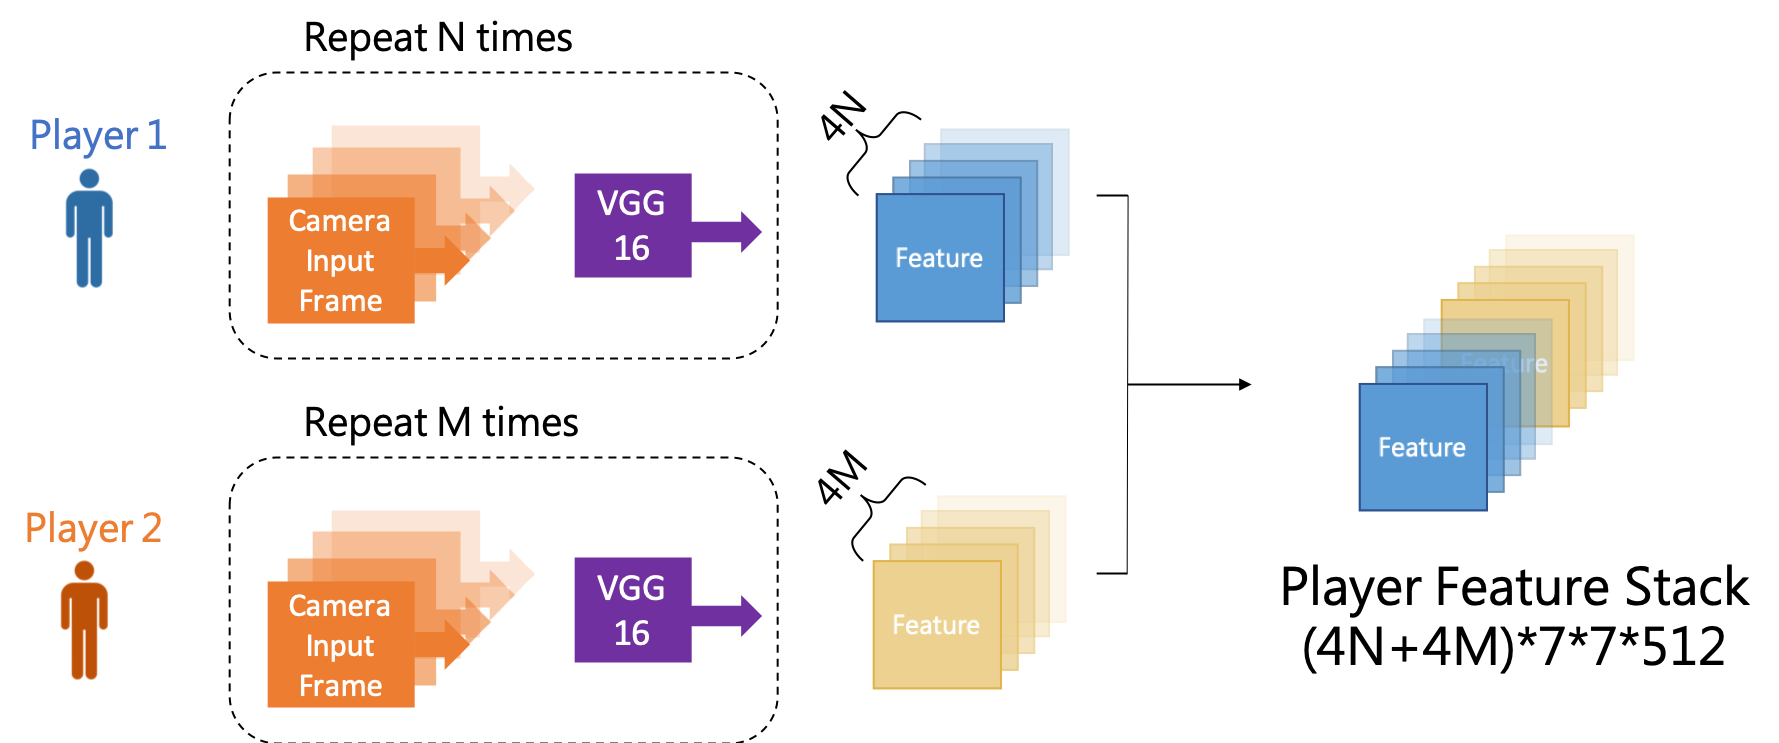 Repeat N times
Player 1
Camera
Input
Frame
VGG
16
4N
Feature
Repeat M times
Player 2
Camera
Input
Frame
VGG
16
4M
Feature
Feature
Feature
Player Feature Stack
(4N+4M)*7*7*512